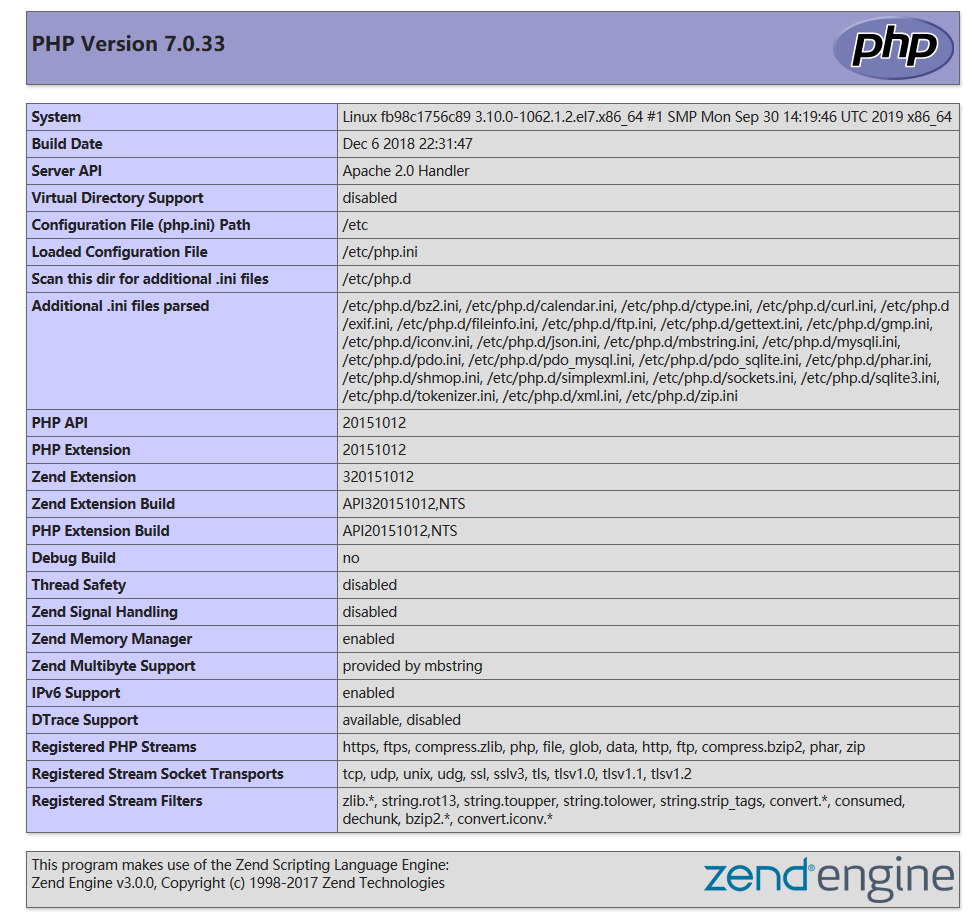 PHP Version 7.0.33
php
System Linux fb98c1756c89 3.10.0-1062.1.2.el7.x86_64 #1 SMP Mon Sep 30 14:19:46 UTC 2019 x86_64
Build Date Dec 6 2018 22:31:47
Server API Apache 2.0 Handler
Virtual Directory Support disabled
Configuration File (php.ini) Path /etc
Loaded Configuration File /etc/php.ini
Scan this dir for additional .ini files /etc/php.d
Additional .ini files parsed /etc/php.d/bz2.ini, /etc/php.d/calendar.ini, /etc/php.d/ctype.ini, /etc/php.d/curl.ini, /etc/php.d
/exif.ini, /etc/php.d/fileinfo.ini, /etc/php.d/ftp.ini, /etc/php.d/gettext.ini, /etc/php.d/gmp.ini,
/etc/php.d/iconv.ini, /etc/php.d/json.ini, /etc/php.d/mbstring.ini, /etc/php.d/mysqli.ini,
/etc/php.d/pdo.ini, /etc/php.d/pdo_mysql.ini, /etc/php.d/pdo_sqlite.ini, /etc/php.d/phar.ini,
/etc/php.d/shmop.ini, /etc/php.d/simplexml.ini, /etc/php.d/sockets.ini, /etc/php.d/sqlite3.ini,
/etc/php.d/tokenizer.ini, /etc/php.d/xml.ini, /etc/php.d/zip.ini
PHP API 20151012
PHP Extension 20151012
Zend Extension 320151012
Zend Extension Build API320151012,NTS
PHP Extension Build API20151012,NTS
Debug Build no
Thread Safety disabled
Zend Signal Handling disabled
Zend Memory Manager enabled
Zend Multibyte Support provided by mbstring
IPv6 Support enabled
DTrace Support available, disabled
Registered PHP Streams https, ftps, compress.zlib, php, file, glob, data, http, ftp, compress.bzip2, phar, zip
Registered Stream Socket Transports tcp, udp, unix, udg, ssl, sslv3, tls, tlsv1.0, tlsv1.1, tlsv1.2
Registered Stream Filters zlib.*, string.rot13, string.toupper, string.tolower, string.strip_tags, convert.*, consumed,
dechunk, bzip2.*, convert.iconv.*
This program makes use of the Zend Scripting Language Engine:
Zend Engine v3.0.0, Copyright (c) 1998-2017 Zend Technologies
zend® engine